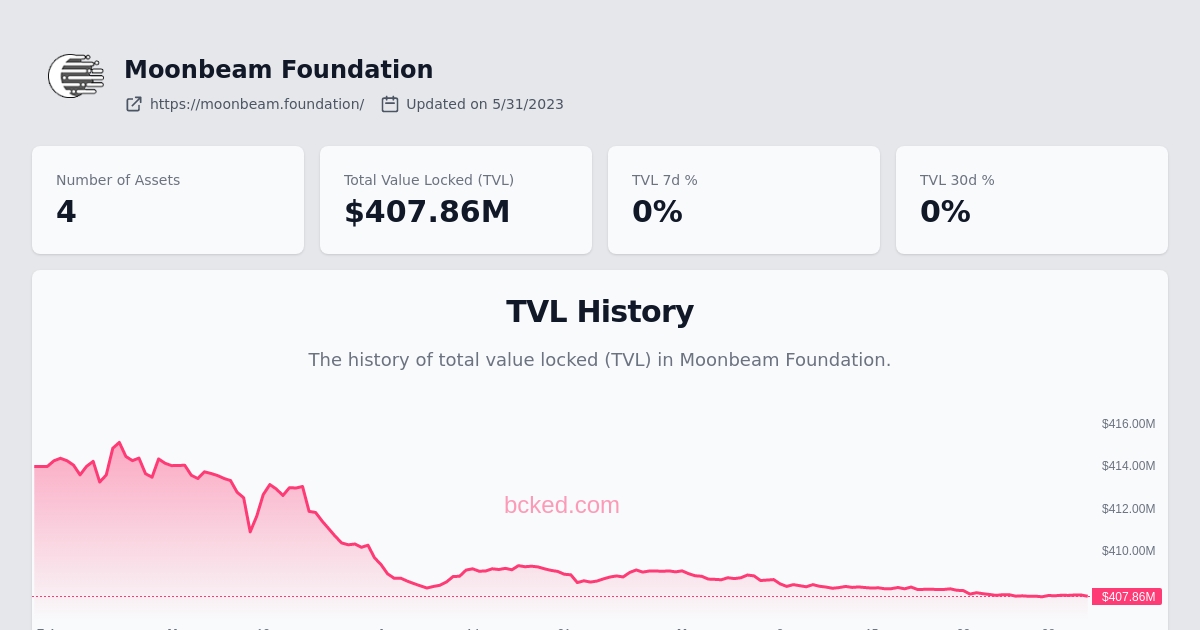 Moonbeam Foundation
https://moonbeam.foundation/ Updated on 5/31/2023
Number of Assets
4
Total Value Locked (TVL)
$407.86M
TVL 7d %
0%
TVL 30d %
0%
TVL History
The history of total value locked (TVL) in Moonbeam Foundation.
$416.00M
$414.00M
bcked.com
$412.00M
$410.00M
$407.86M